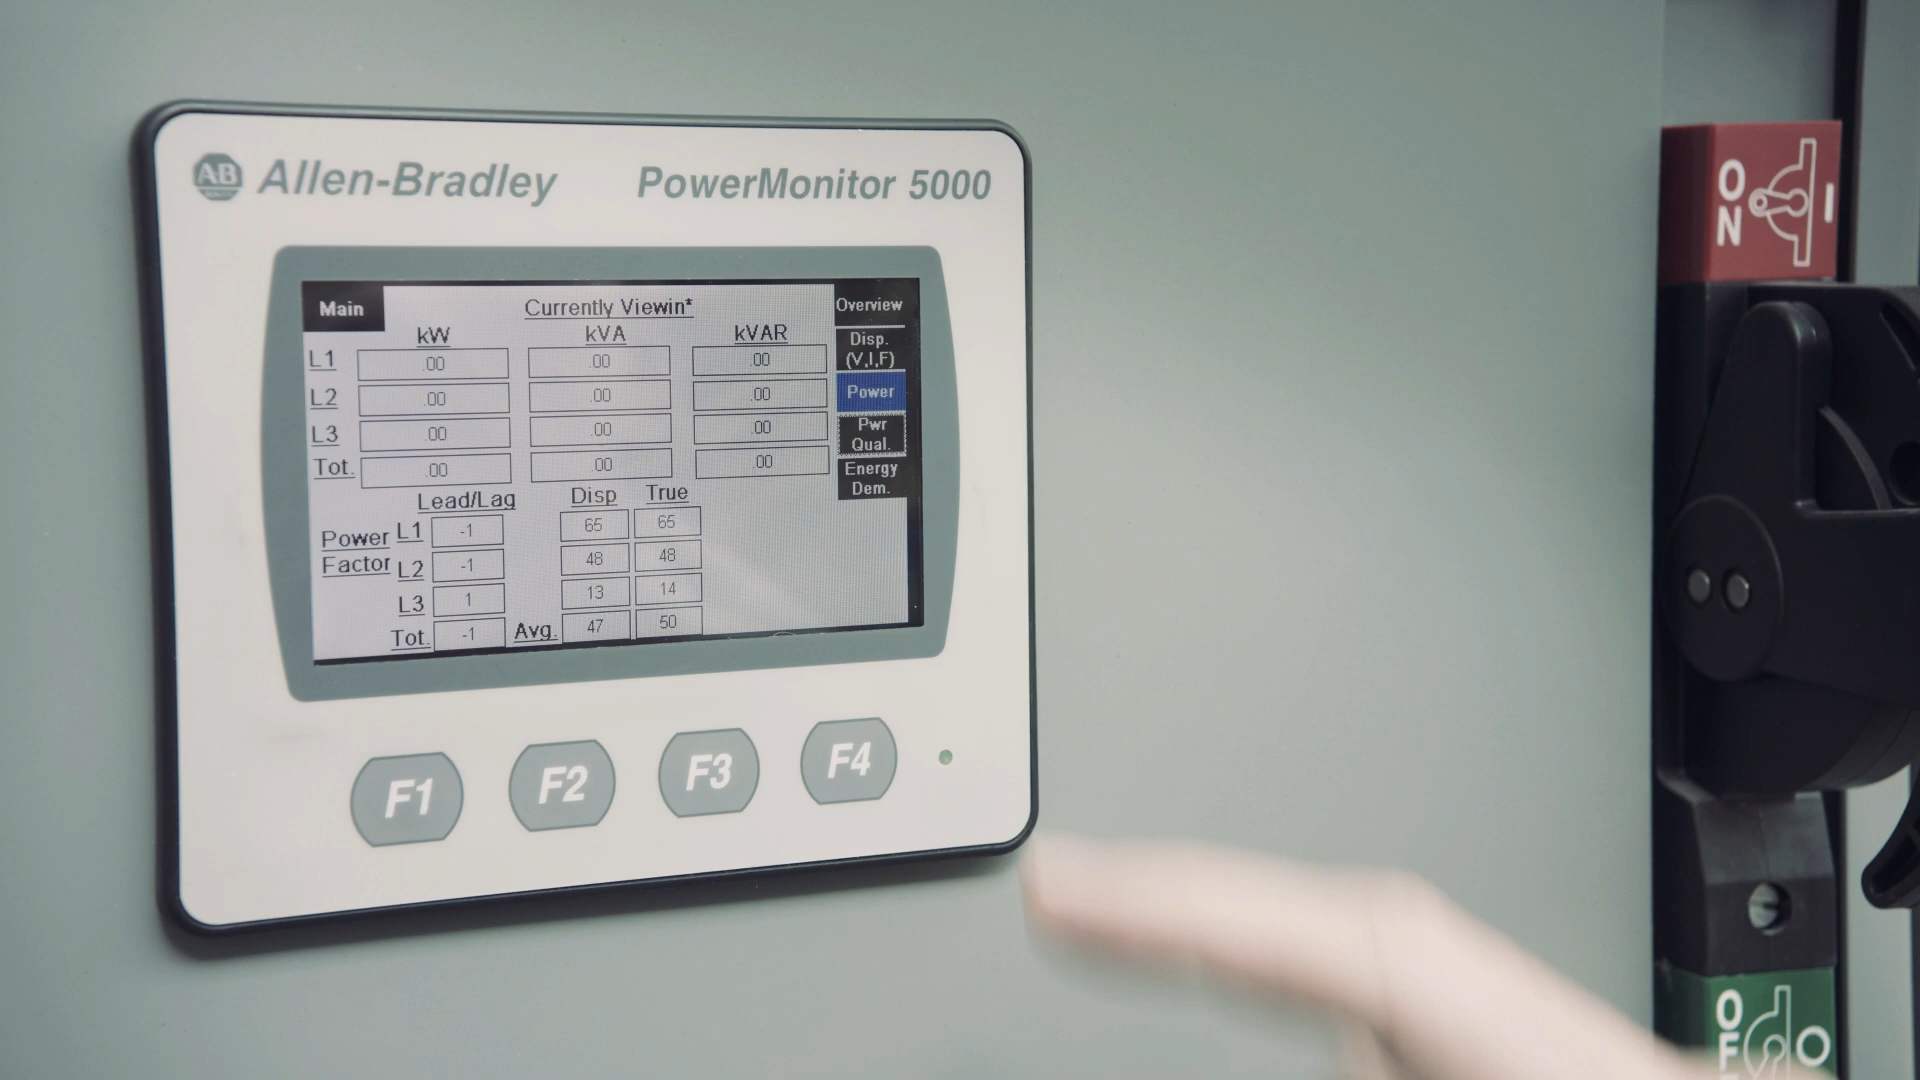 AB Allen-Bradley PowerMonitor 5000
Main Currently Viewin* Overview
kW kVA kVAR
Disp. (V,I,F)
L1 .00 .00 .00
Power
L2 .00 .00 .00
Pwr Qual.
L3 .00 .00 .00
Energy Dem.
Tot. .00 .00 .00
Lead/Lag Disp True
Power Factor
L1 -1 65 65
L2 -1 48 48
L3 1 13 14
Tot. -1 Avg. 47 50
F1 F2 F3 F4
ON I
O